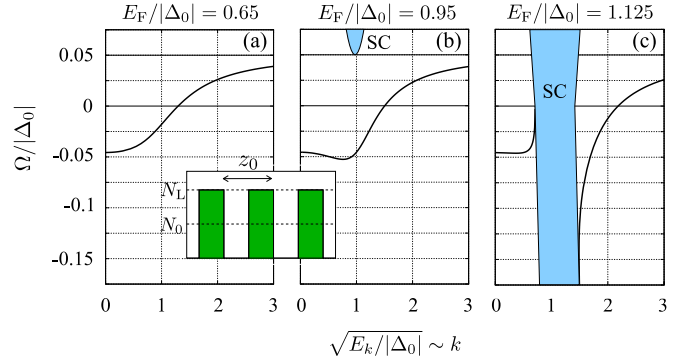 E_F/|Δ_0| = 0.65
E_F/|Δ_0| = 0.95
E_F/|Δ_0| = 1.125
(a)
(b)
(c)
SC
SC
Ω/|Δ_0|
0.05
0
-0.05
-0.1
-0.15
z_0
N_L
N_0
0 1 2 3
0 1 2 3
0 1 2 3
√E_k/|Δ_0| ∼ k